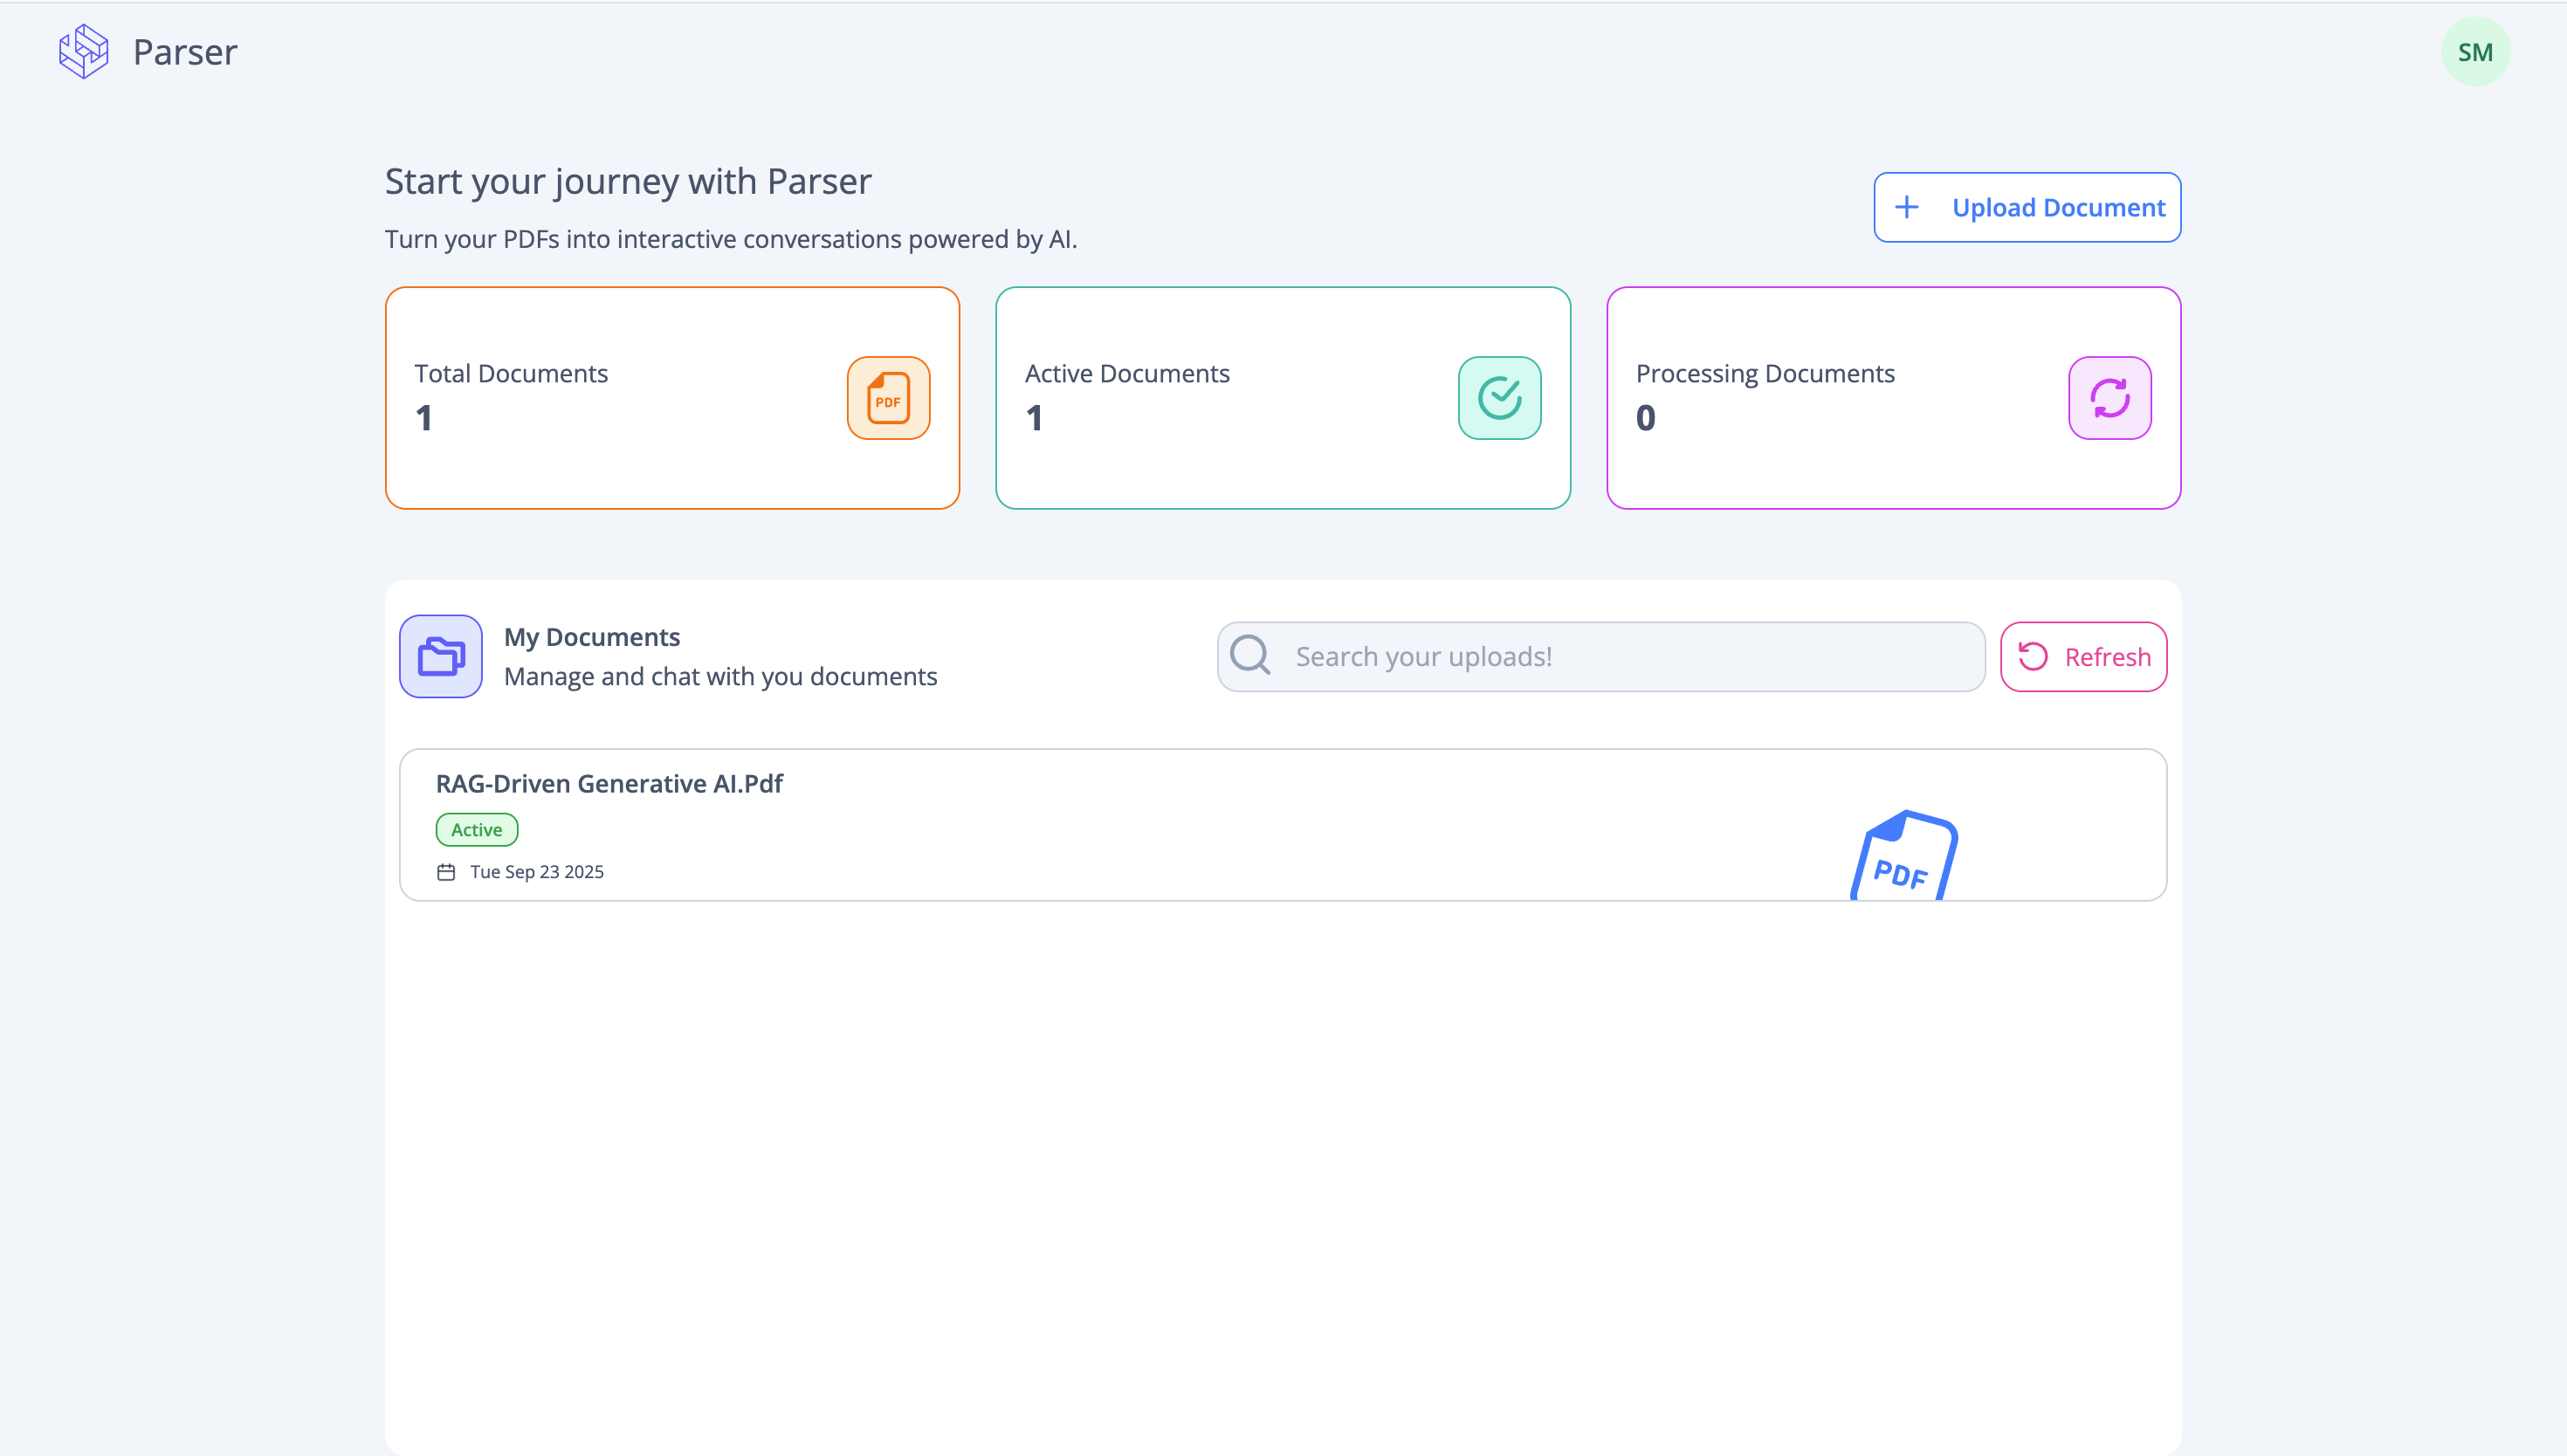 Parser
SM
Start your journey with Parser
Turn your PDFs into interactive conversations powered by AI.
Upload Document
Total Documents
1
PDF
Active Documents
1
Processing Documents
0
My Documents
Manage and chat with you documents
Search your uploads!
Refresh
RAG-Driven Generative AI.Pdf
Active
Tue Sep 23 2025
PDF